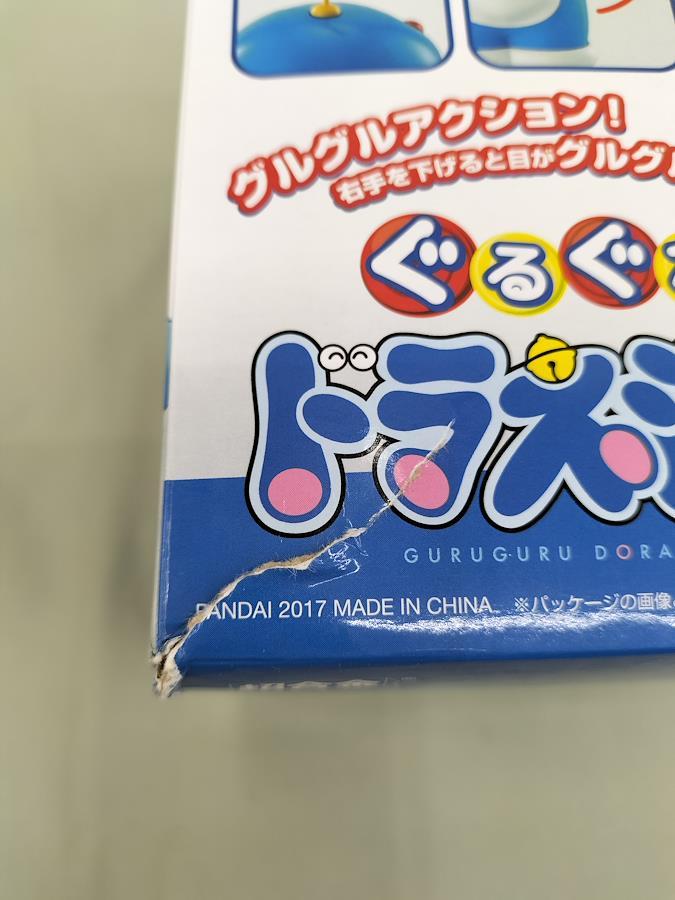 グルグルアクション!
右手を下げると目がグルグル
ぐるぐ
ドラえ
GURUGURU DORA
BANDAI 2017 MADE IN CHINA
※パッケージの画像